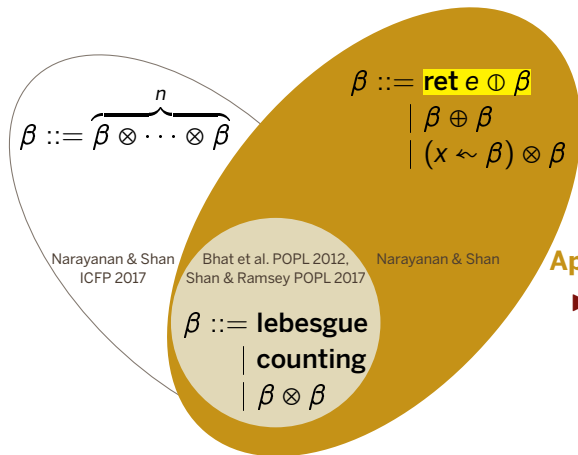 n
β ::= β ⊗ ⋯ ⊗ β
β ::= ret e ⦶ β
| β ⊕ β
| (x ↜ β) ⊗ β
Narayanan & Shan
ICFP 2017
Bhat et al. POPL 2012,
Shan & Ramsey POPL 2017
Narayanan & Shan
β ::= lebesgue
| counting
| β ⊗ β
Ap